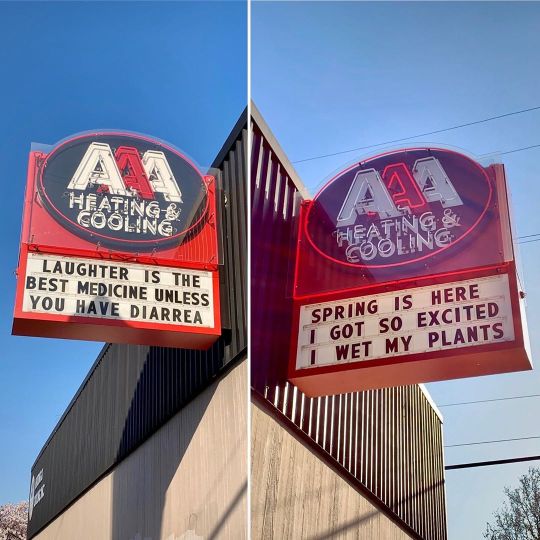 AAA
HEATING &
COOLING
LAUGHTER IS THE
BEST MEDICINE UNLESS
YOU HAVE DIARREA
AAA
HEATING &
COOLING
SPRING IS HERE
I GOT SO EXCITED
I WET MY PLANTS